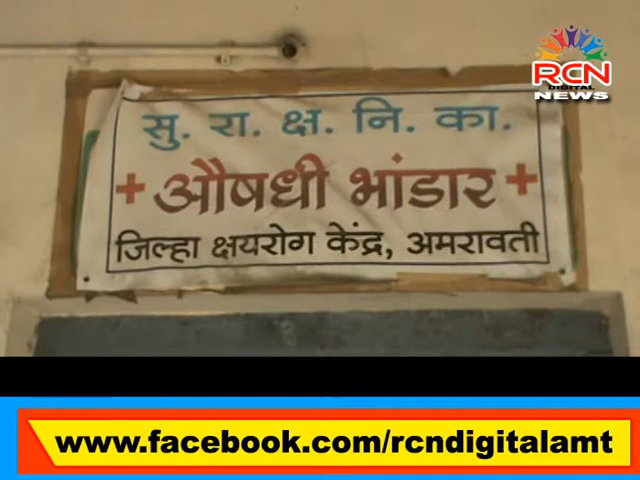 RCN
DIGITAL
NEWS
सु. रा. क्ष. नि. का.
+ औषधी भांडार +
जिल्हा क्षयरोग केंद्र, अमरावती
www.facebook.com/rcndigitalamt